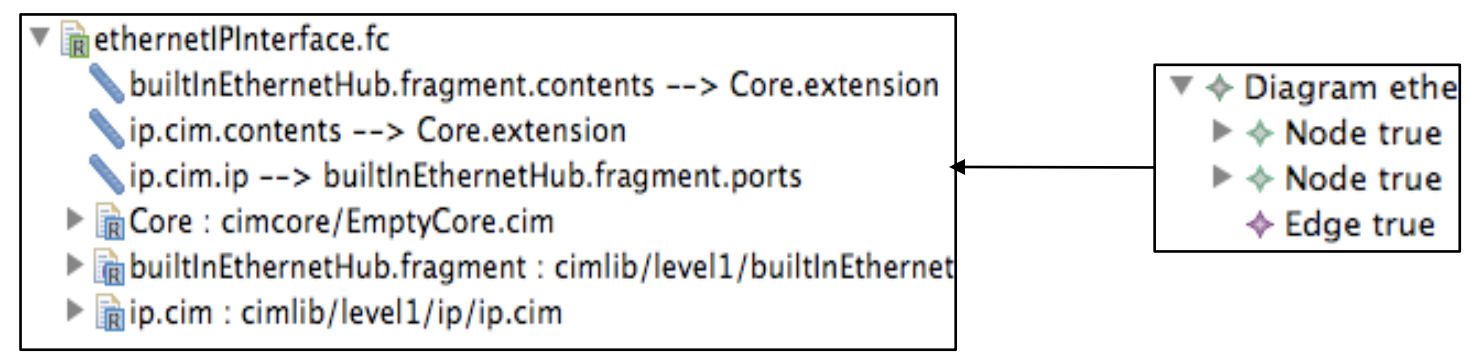 ethernetIPInterface.fc
builtInEthernetHub.fragment.contents --> Core.extension
ip.cim.contents --> Core.extension
ip.cim.ip --> builtInEthernetHub.fragment.ports
Core : cimcore/EmptyCore.cim
builtInEthernetHub.fragment : cimlib/level1/builtInEthernet
ip.cim : cimlib/level1/ip/ip.cim
Diagram ethe
Node true
Node true
Edge true